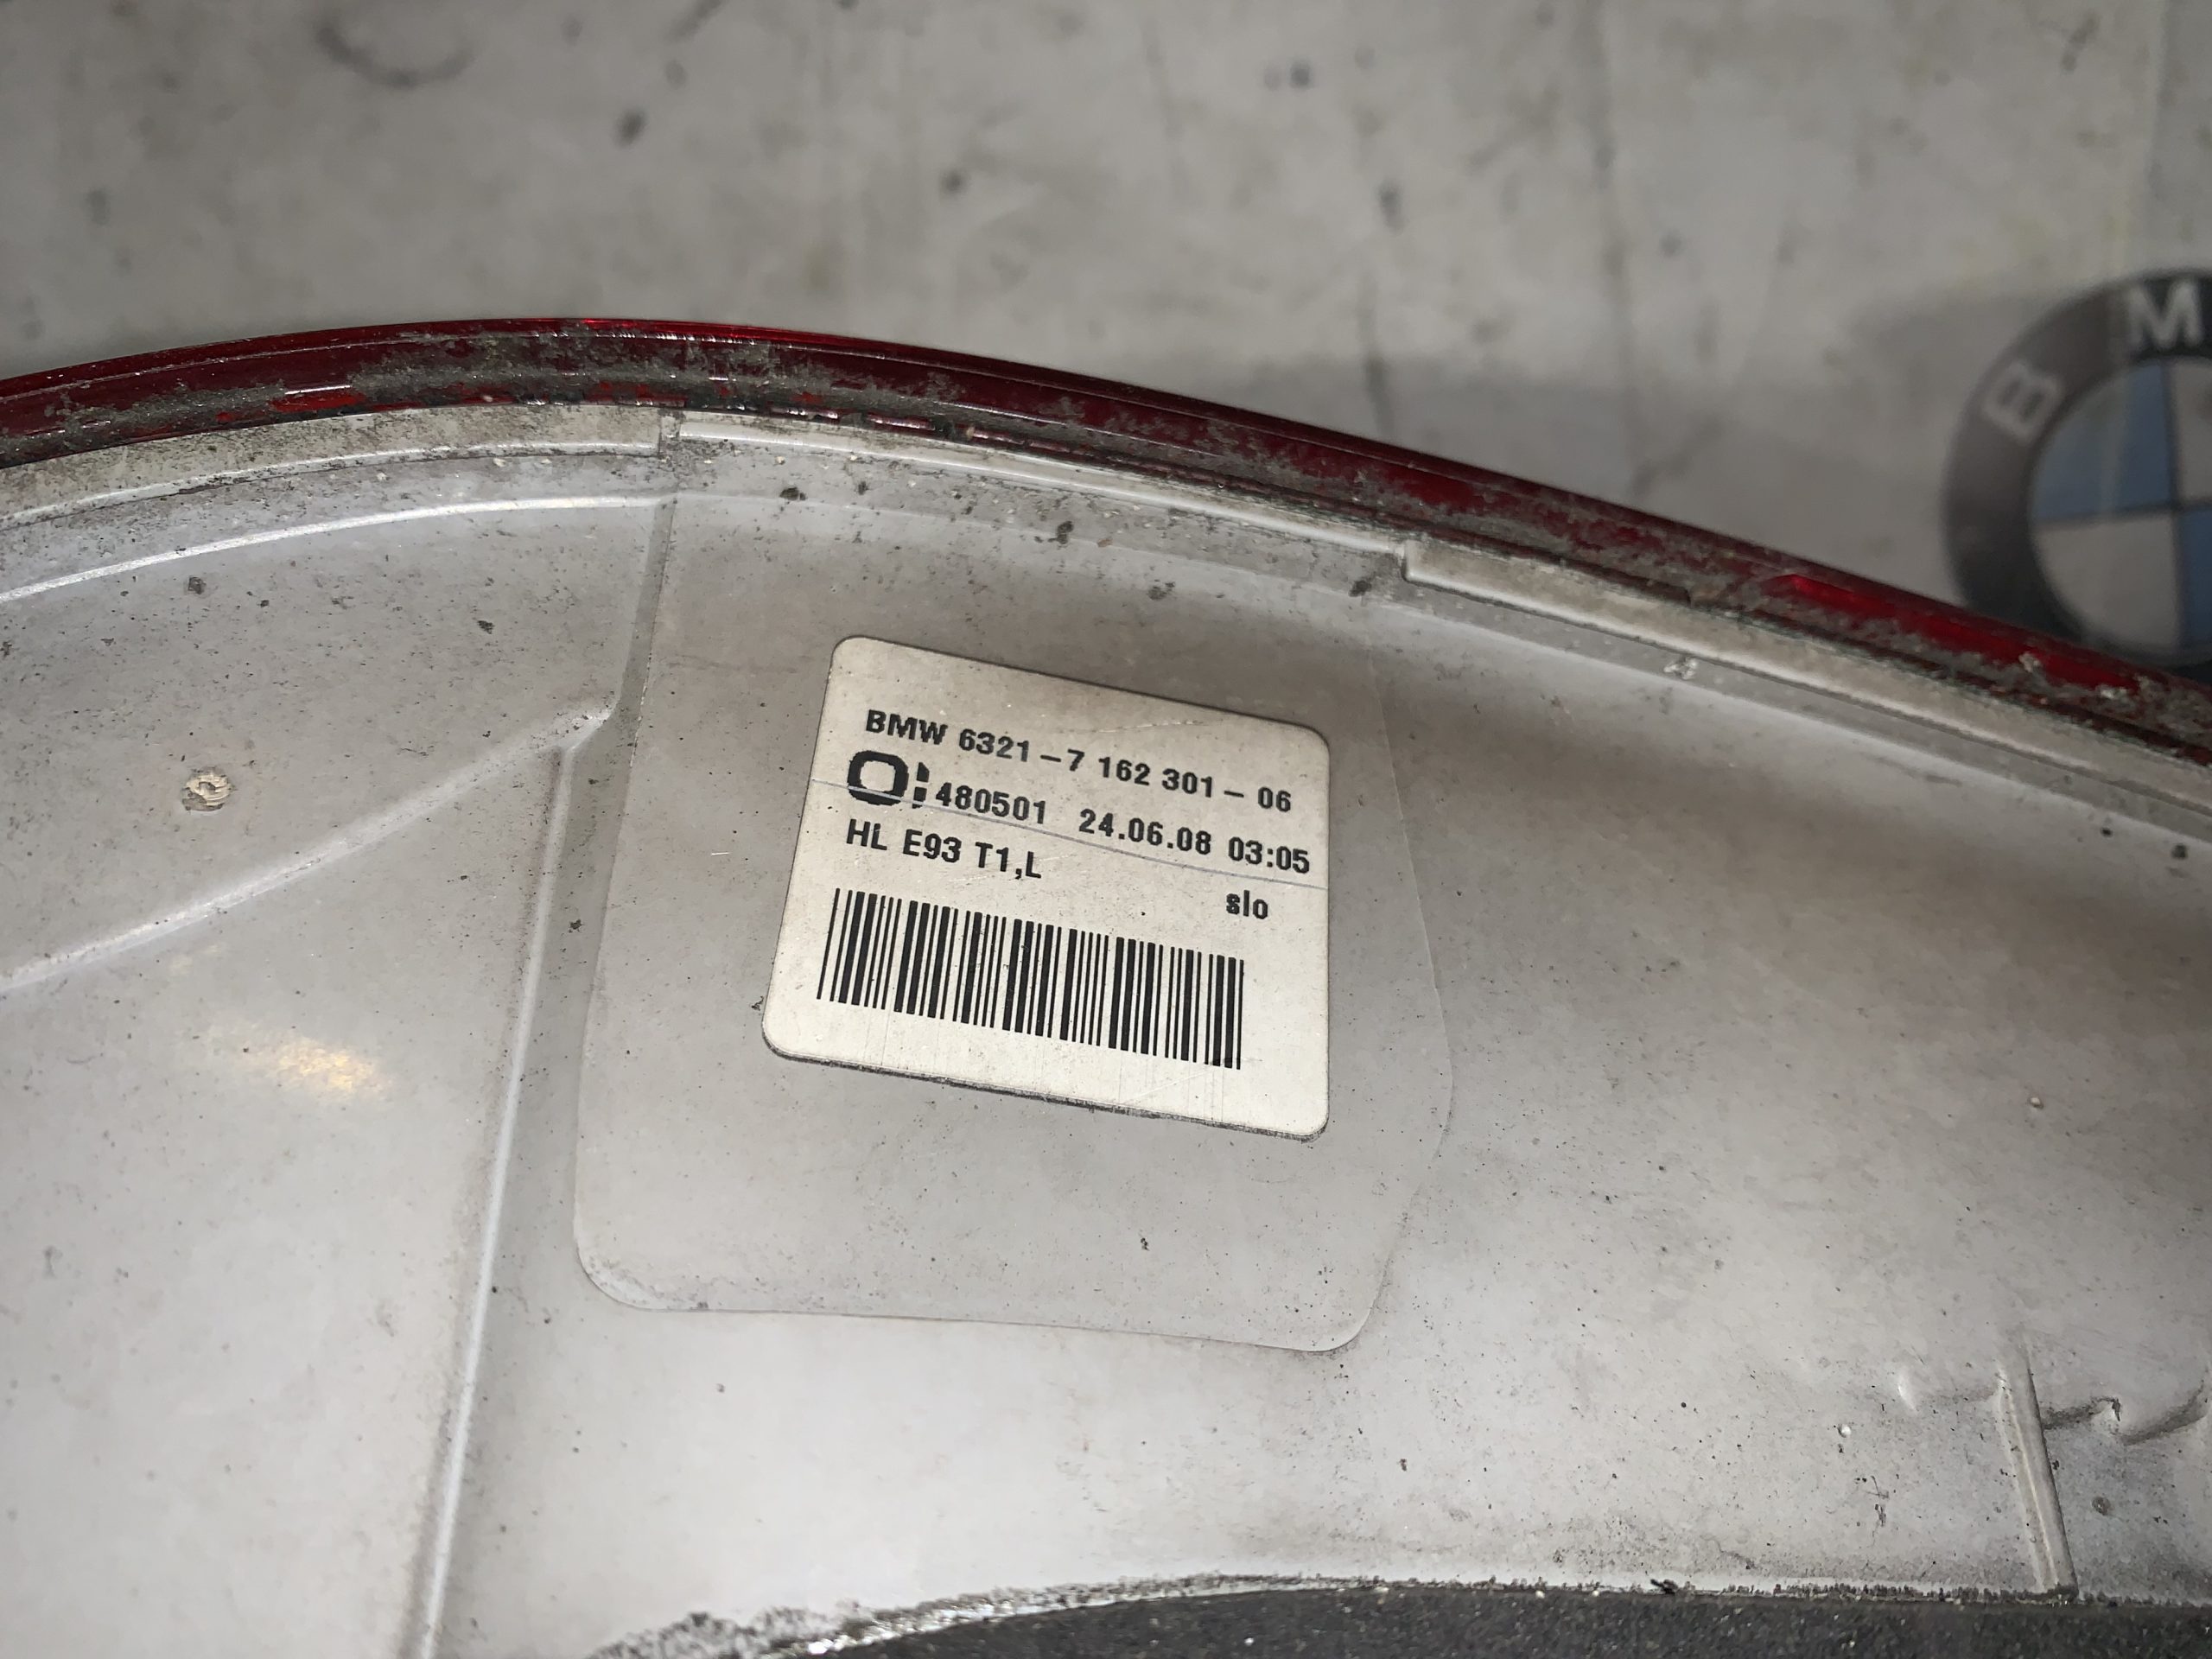 BMW 6321-7 162 301-06
480501 24.06.08 03:05
HL E93 T1,L
slo
B M